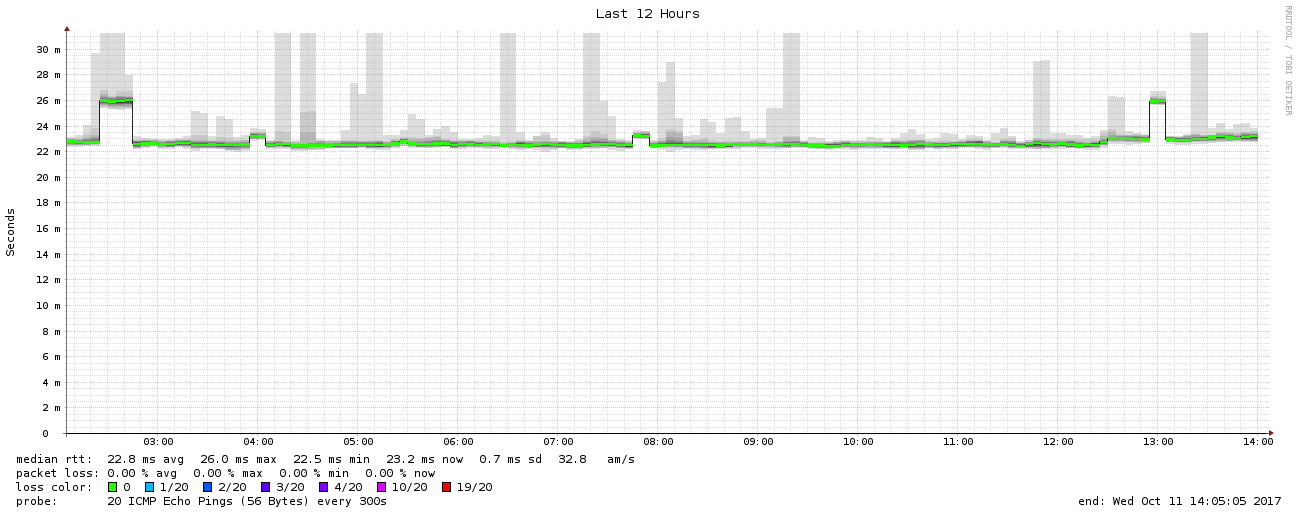 Last 12 Hours
RRDTOOL / TOBI OETIKER
Seconds
30 m
28 m
26 m
24 m
22 m
20 m
18 m
16 m
14 m
12 m
10 m
8 m
6 m
4 m
2 m
0
03:00 04:00 05:00 06:00 07:00 08:00 09:00 10:00 11:00 12:00 13:00 14:00
median rtt: 22.8 ms avg 26.0 ms max 22.5 ms min 23.2 ms now 0.7 ms sd 32.8 am/s
packet loss: 0.00 % avg 0.00 % max 0.00 % min 0.00 % now
loss color: 0 1/20 2/20 3/20 4/20 10/20 19/20
probe: 20 ICMP Echo Pings (56 Bytes) every 300s end: Wed Oct 11 14:05:05 2017